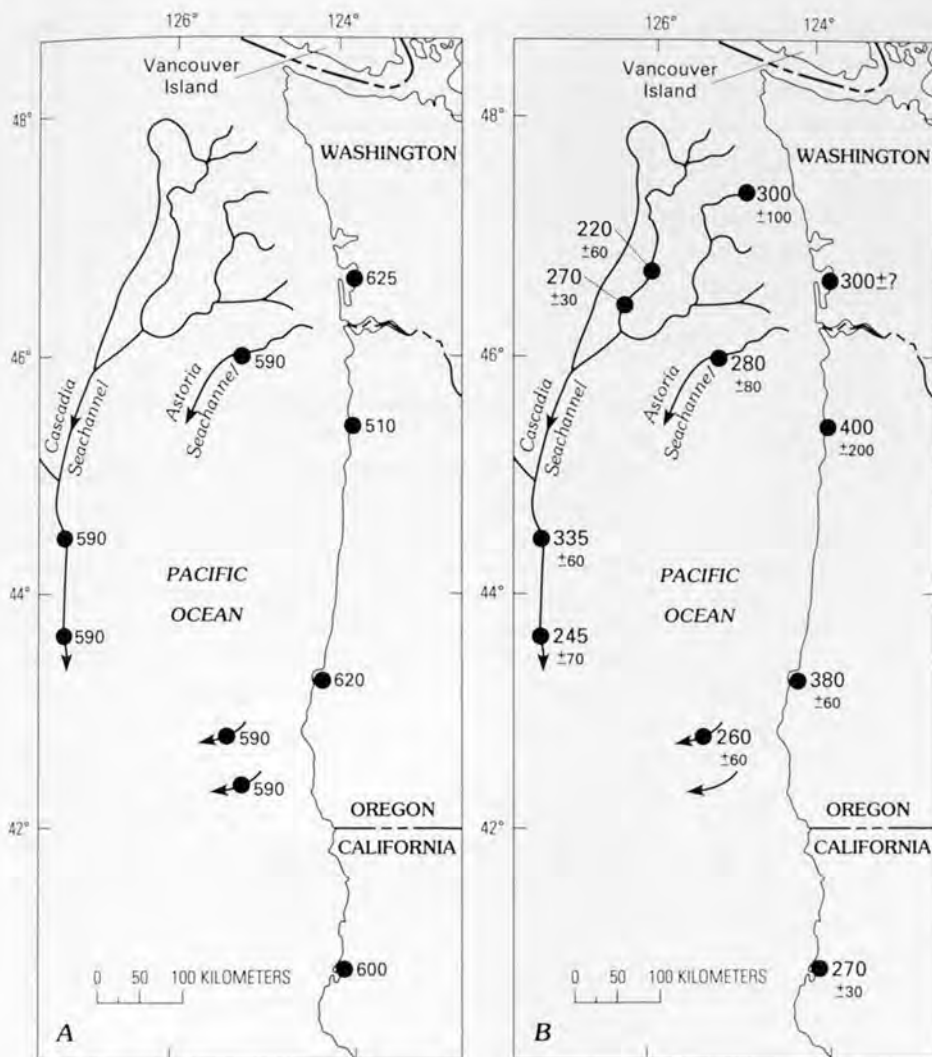 126° 124°
Vancouver
Island
48°
WASHINGTON
625
46°
590
Astoria
Seachannel
Cascadia
Seachannel
510
590
PACIFIC
44°
OCEAN
590
620
590
590
OREGON
42°
CALIFORNIA
0 50 100 KILOMETERS
600
A
126° 124°
Vancouver
Island
48°
WASHINGTON
300
±100
220
±60
270
±30
300±?
46°
280
±80
Astoria
Seachannel
Cascadia
Seachannel
400
±200
335
±60
PACIFIC
44°
OCEAN
245
±70
380
±60
260
±60
OREGON
42°
CALIFORNIA
0 50 100 KILOMETERS
270
±30
B